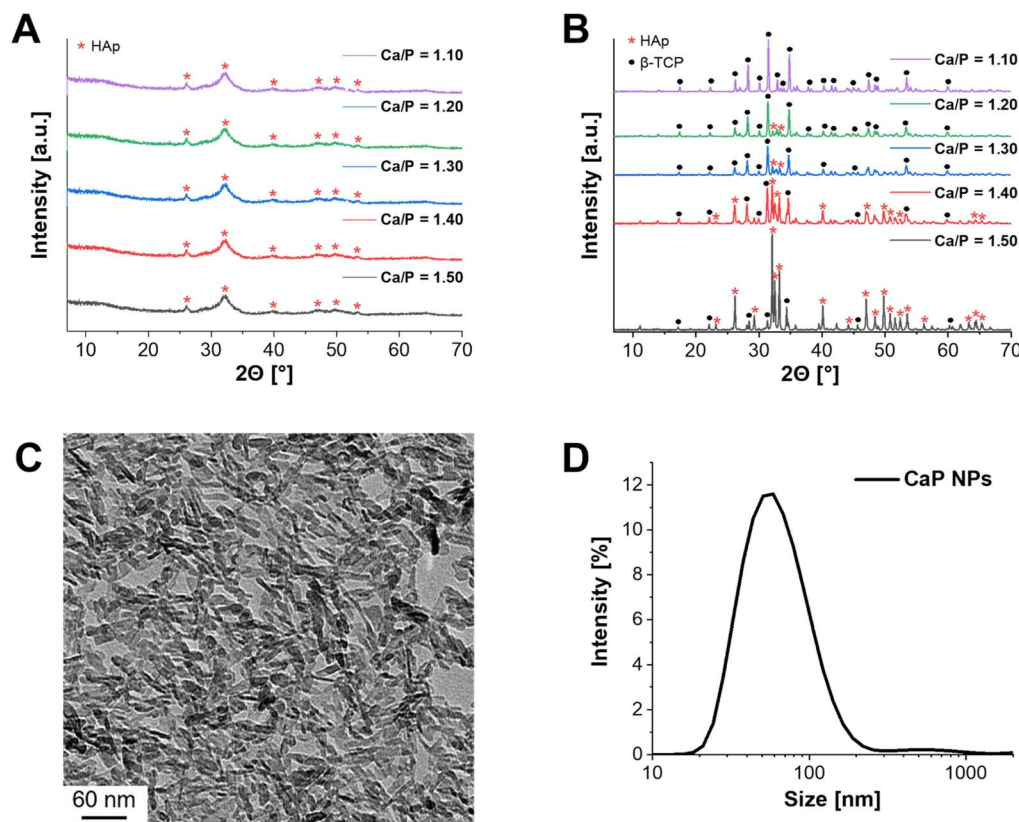 A
* HAp
Ca/P = 1.10
Ca/P = 1.20
Ca/P = 1.30
Ca/P = 1.40
Ca/P = 1.50
Intensity [a.u.]
10 20 30 40 50 60 70
2Θ [°]
B
* HAp
• β-TCP
Ca/P = 1.10
Ca/P = 1.20
Ca/P = 1.30
Ca/P = 1.40
Ca/P = 1.50
Intensity [a.u.]
10 20 30 40 50 60 70
2Θ [°]
C
60 nm
D
CaP NPs
Intensity [%]
12
10
8
6
4
2
0
10 100 1000
Size [nm]